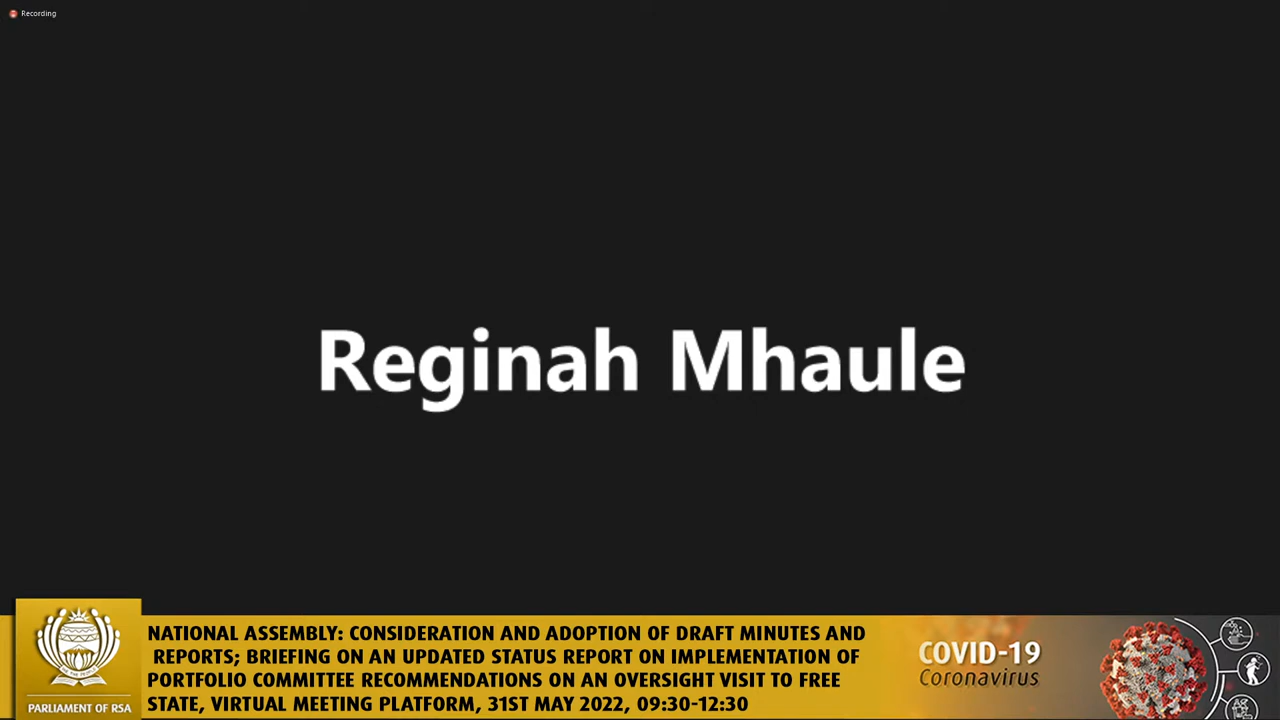 Recording
Reginah Mhaule
NATIONAL ASSEMBLY: CONSIDERATION AND ADOPTION OF DRAFT MINUTES AND
REPORTS; BRIEFING ON AN UPDATED STATUS REPORT ON IMPLEMENTATION OF
PORTFOLIO COMMITTEE RECOMMENDATIONS ON AN OVERSIGHT VISIT TO FREE
STATE, VIRTUAL MEETING PLATFORM, 31ST MAY 2022, 09:30-12:30
PARLIAMENT OF RSA
COVID-19
Coronavirus